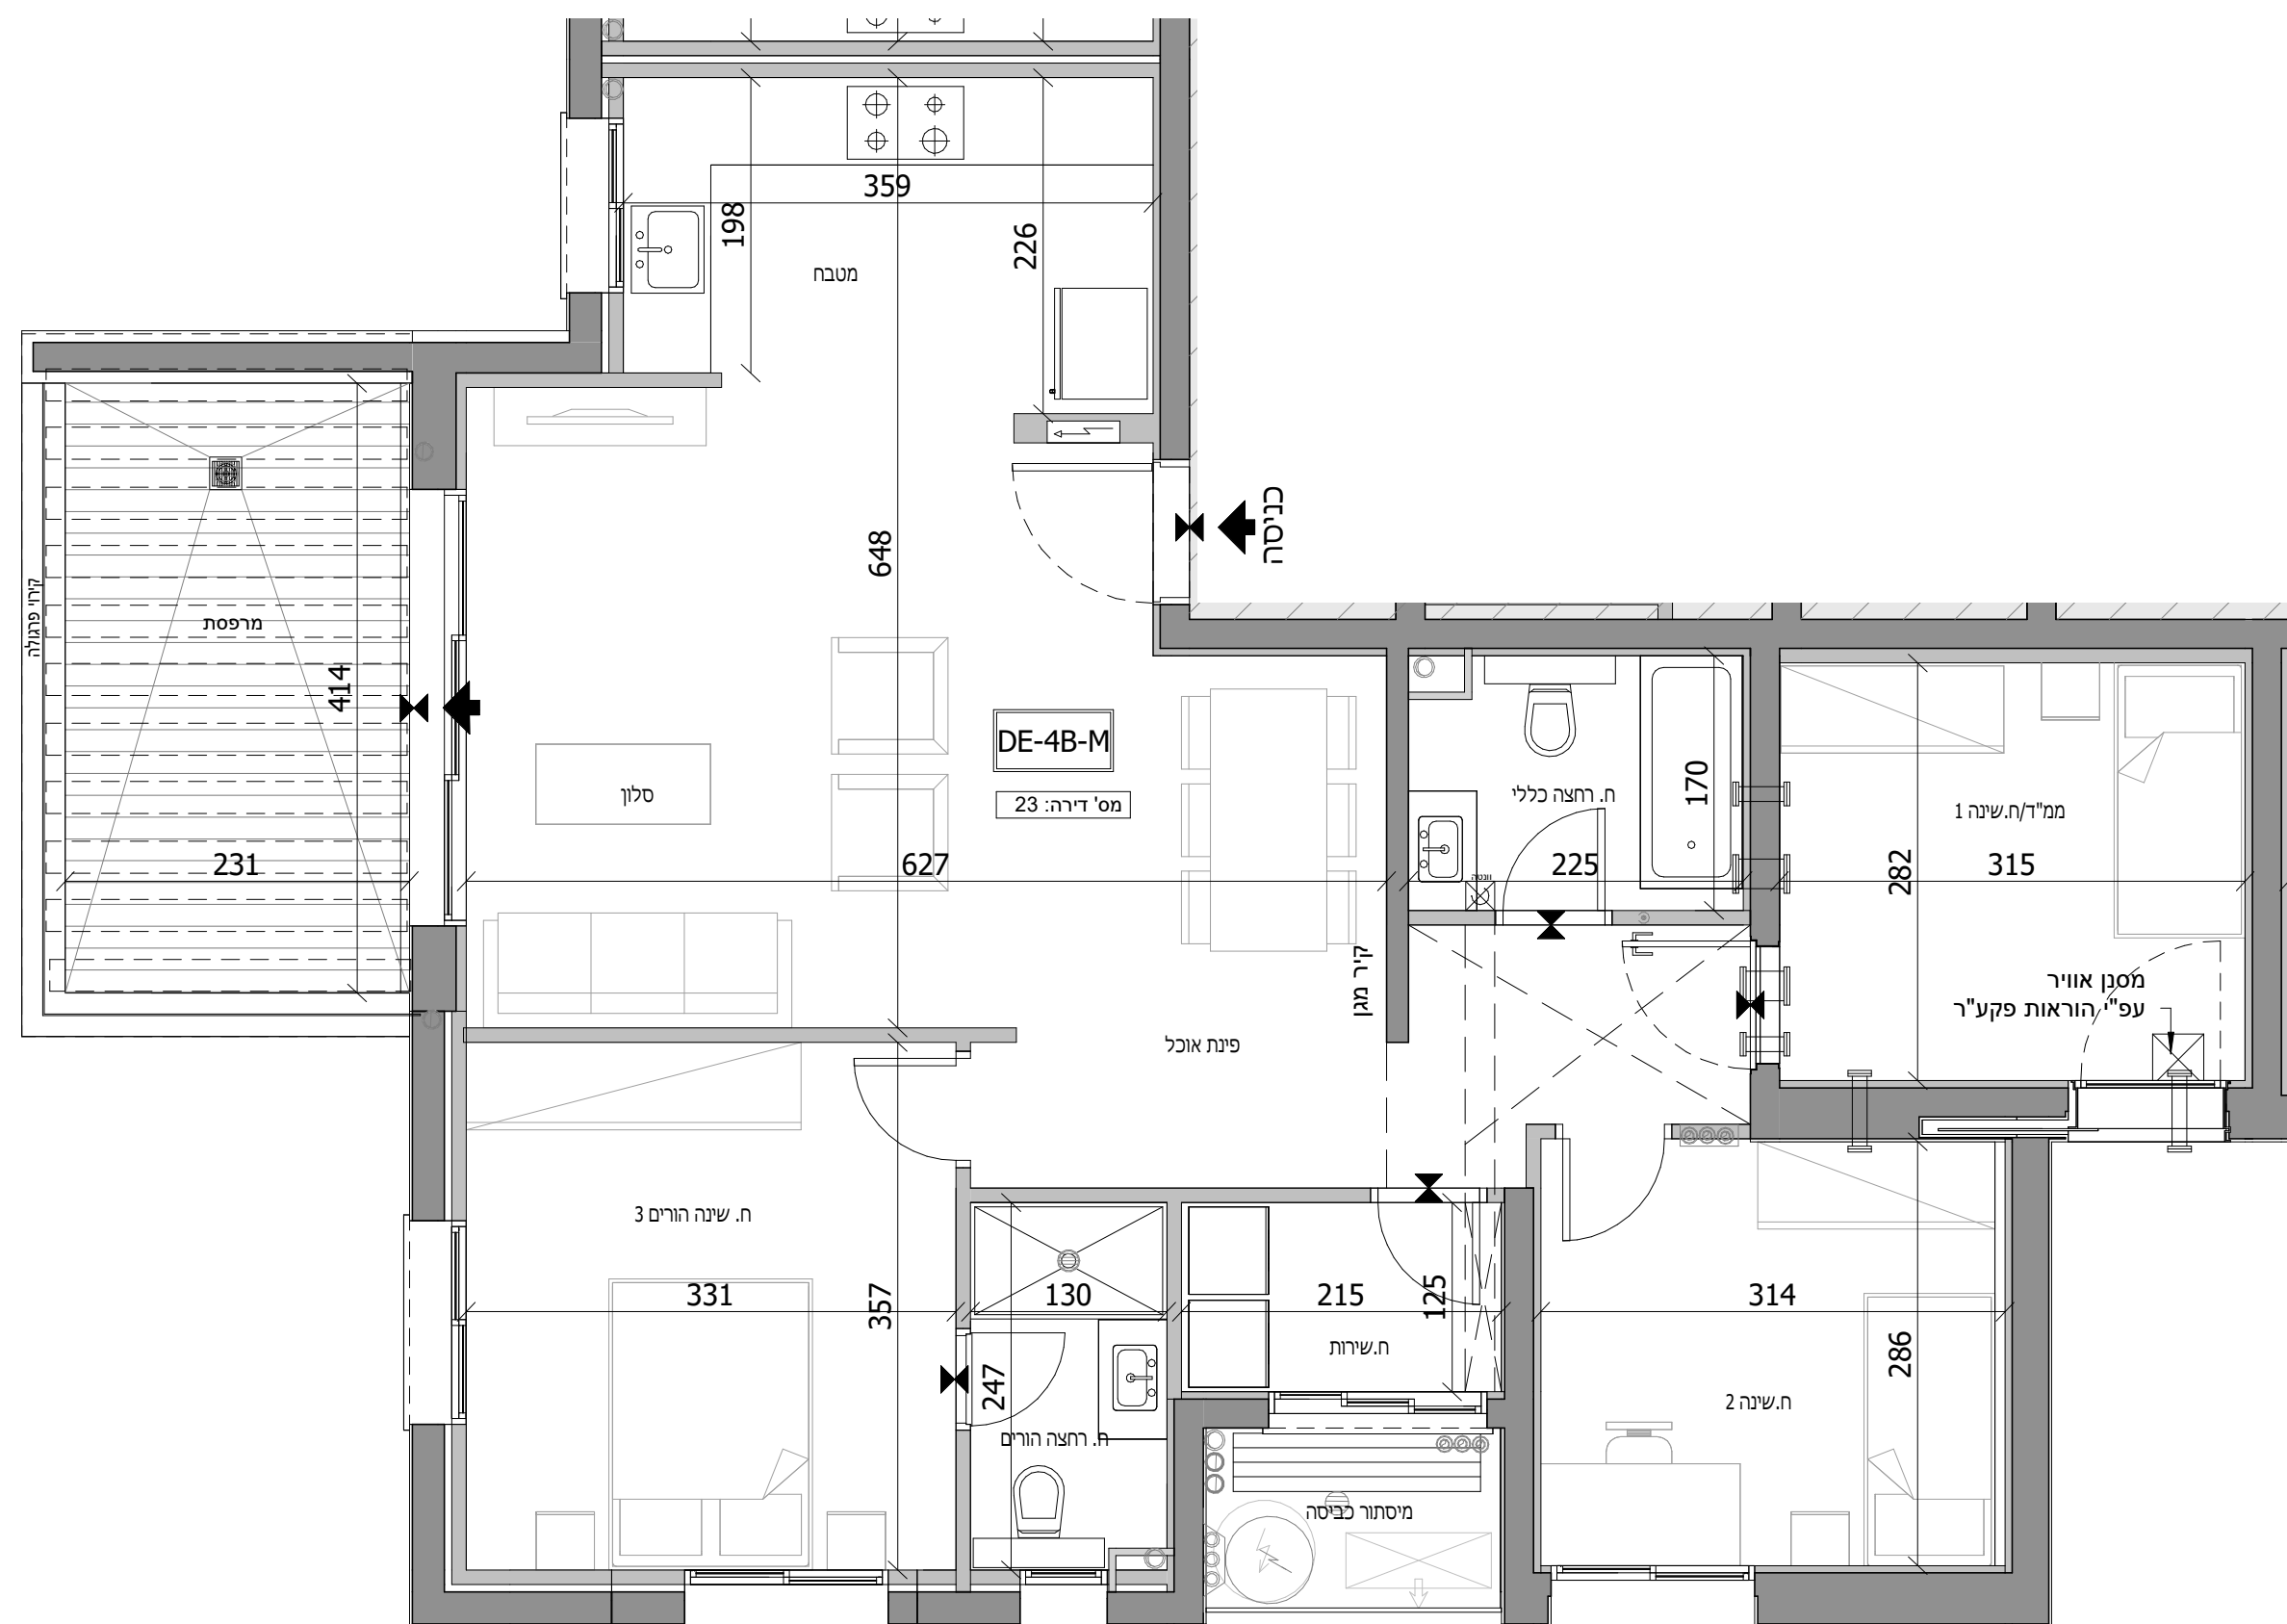 359
198
226
מטבח
כניסה
648
קירוי פרגולה
מרפסת
414
231
סלון
DE-4B-M
מס' דירה: 23
627
ח. רחצה כללי
170
225
וונטה
ממ"ד/ח.שינה 1
282
315
מסנן אוויר
עפ"י הוראות פקע"ר
קיר מגן
פינת אוכל
ח. שינה הורים 3
331
357
130
247
ח. רחצה הורים
215
125
ח.שירות
מיסתור כביסה
314
286
ח.שינה 2